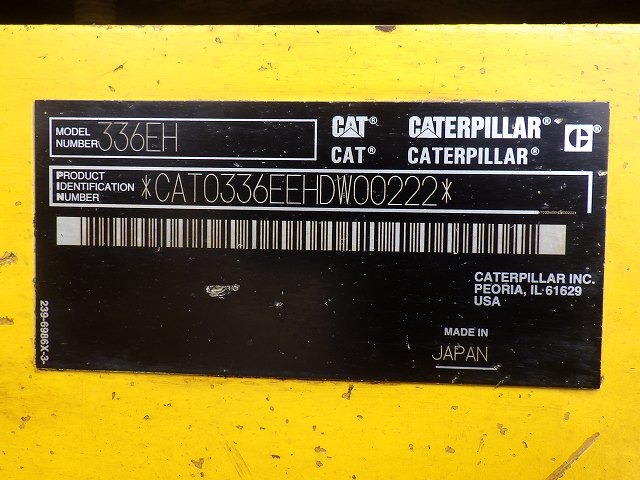 MODEL NUMBER 336EH
CAT® CATERPILLAR®
CAT® CATERPILLAR®
PRODUCT IDENTIFICATION NUMBER *CAT0336EEHDW00222*
CATERPILLAR INC.
PEORIA, IL 61629
USA
MADE IN
JAPAN
239-6986X-3